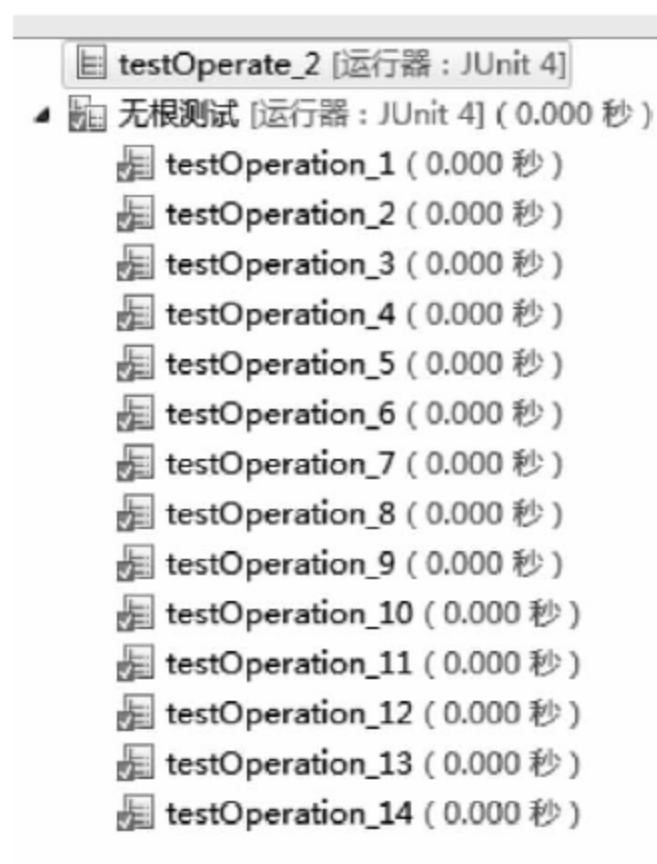 testOperate_2 [运行器：JUnit 4]
无根测试 [运行器：JUnit 4] ( 0.000 秒 )
testOperation_1 ( 0.000 秒 )
testOperation_2 ( 0.000 秒 )
testOperation_3 ( 0.000 秒 )
testOperation_4 ( 0.000 秒 )
testOperation_5 ( 0.000 秒 )
testOperation_6 ( 0.000 秒 )
testOperation_7 ( 0.000 秒 )
testOperation_8 ( 0.000 秒 )
testOperation_9 ( 0.000 秒 )
testOperation_10 ( 0.000 秒 )
testOperation_11 ( 0.000 秒 )
testOperation_12 ( 0.000 秒 )
testOperation_13 ( 0.000 秒 )
testOperation_14 ( 0.000 秒 )